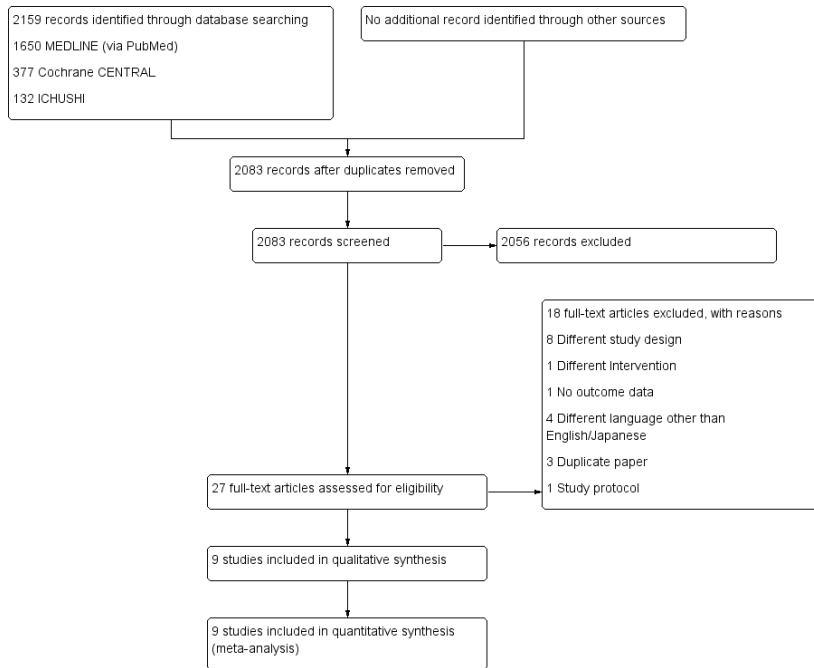 2159 records identified through database searching
1650 MEDLINE (via PubMed)
377 Cochrane CENTRAL
132 ICHUSHI
No additional record identified through other sources
2083 records after duplicates removed
2083 records screened
2056 records excluded
18 full-text articles excluded, with reasons
8 Different study design
1 Different Intervention
1 No outcome data
4 Different language other than
English/Japanese
3 Duplicate paper
1 Study protocol
27 full-text articles assessed for eligibility
9 studies included in qualitative synthesis
9 studies included in quantitative synthesis
(meta-analysis)